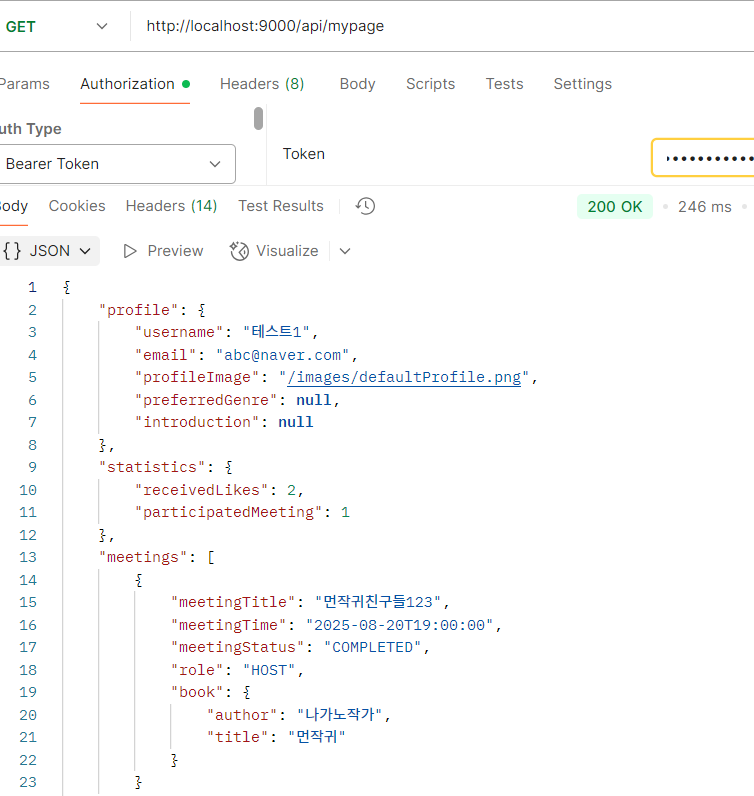 GET http://localhost:9000/api/mypage
Params Authorization Headers (8) Body Scripts Tests Settings
uth Type
Bearer Token
Token
ody Cookies Headers (14) Test Results 200 OK 246 ms
{} JSON Preview Visualize
1 {
2 "profile": {
3 "username": "테스트1",
4 "email": "abc@naver.com",
5 "profileImage": "/images/defaultProfile.png",
6 "preferredGenre": null,
7 "introduction": null
8 },
9 "statistics": {
10 "receivedLikes": 2,
11 "participatedMeeting": 1
12 },
13 "meetings": [
14 {
15 "meetingTitle": "먼작귀친구들123",
16 "meetingTime": "2025-08-20T19:00:00",
17 "meetingStatus": "COMPLETED",
18 "role": "HOST",
19 "book": {
20 "author": "나가노작가",
21 "title": "먼작귀"
22 }
23 }